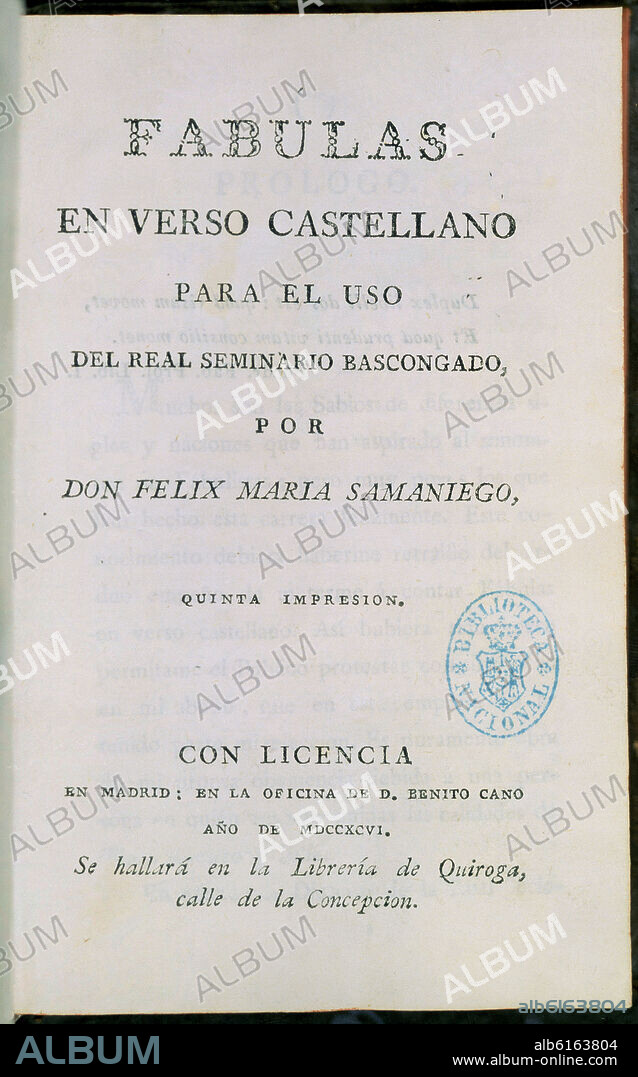 FABULAS
EN VERSO CASTELLANO
PARA EL USO
DEL REAL SEMINARIO BASCONGADO,
POR
DON FELIX MARIA SAMANIEGO,
QUINTA IMPRESION.
BIBLIOTECA NACIONAL
CON LICENCIA
EN MADRID: EN LA OFICINA DE D. BENITO CANO
AÑO DE MDCCXCVI.
Se hallará en la Librería de Quiroga,
calle de la Concepcion.
alb6163804
ALBUM
alb6163804
www.album-online.com